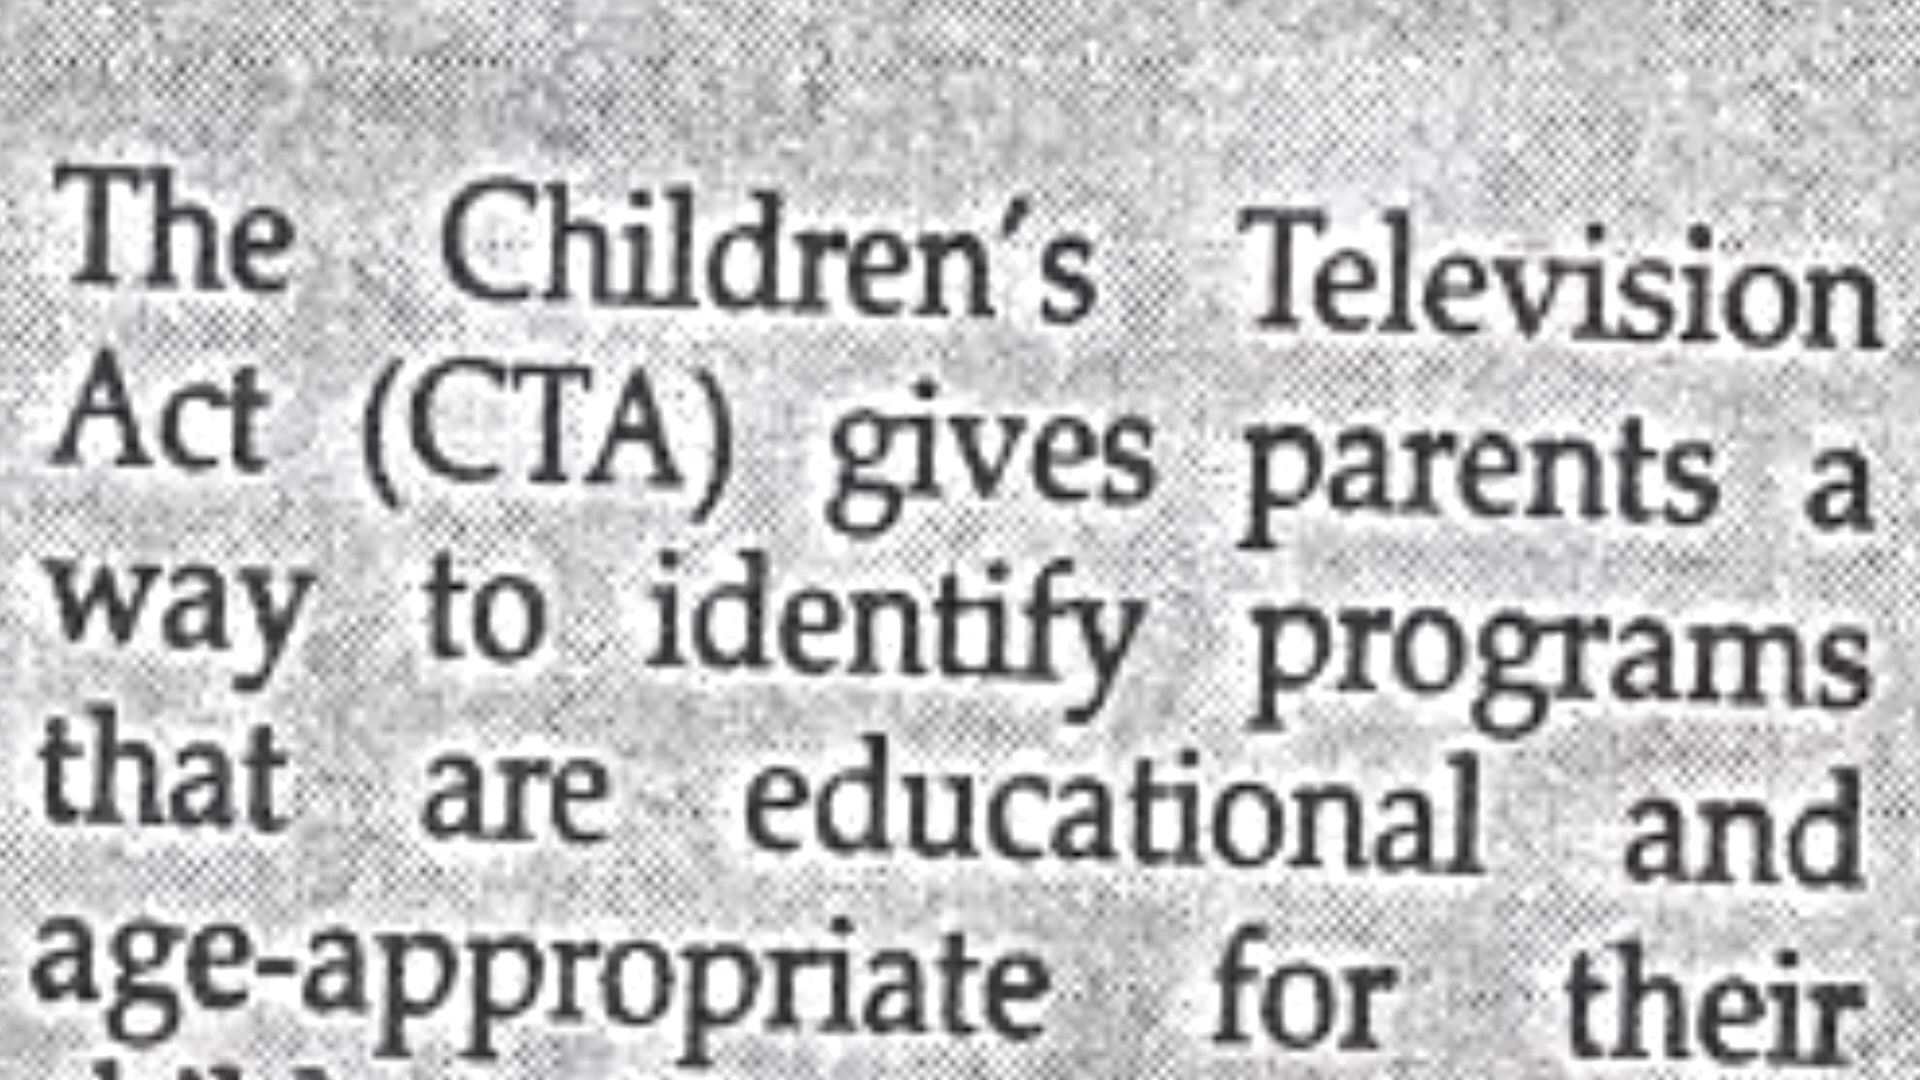 The Children's Television
Act (CTA) gives parents a
way to identify programs
that are educational and
age-appropriate for their